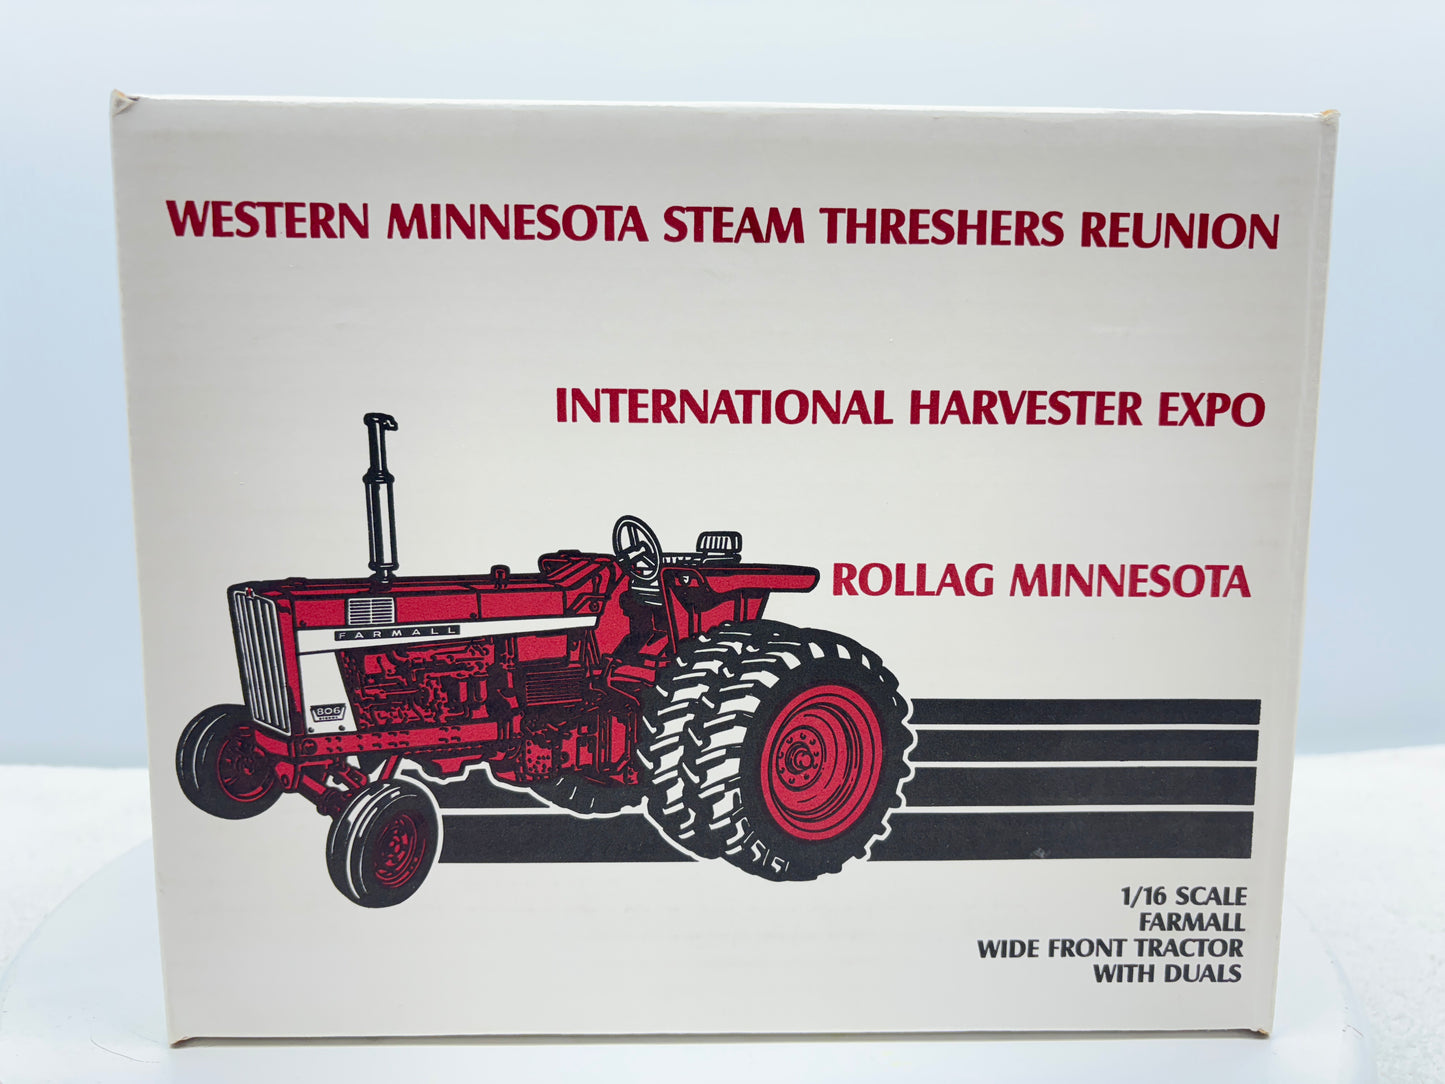 WESTERN MINNESOTA STEAM THRESHERS REUNION
INTERNATIONAL HARVESTER EXPO
ROLLAG MINNESOTA
FARMALL
806
1/16 SCALE
FARMALL
WIDE FRONT TRACTOR
WITH DUALS